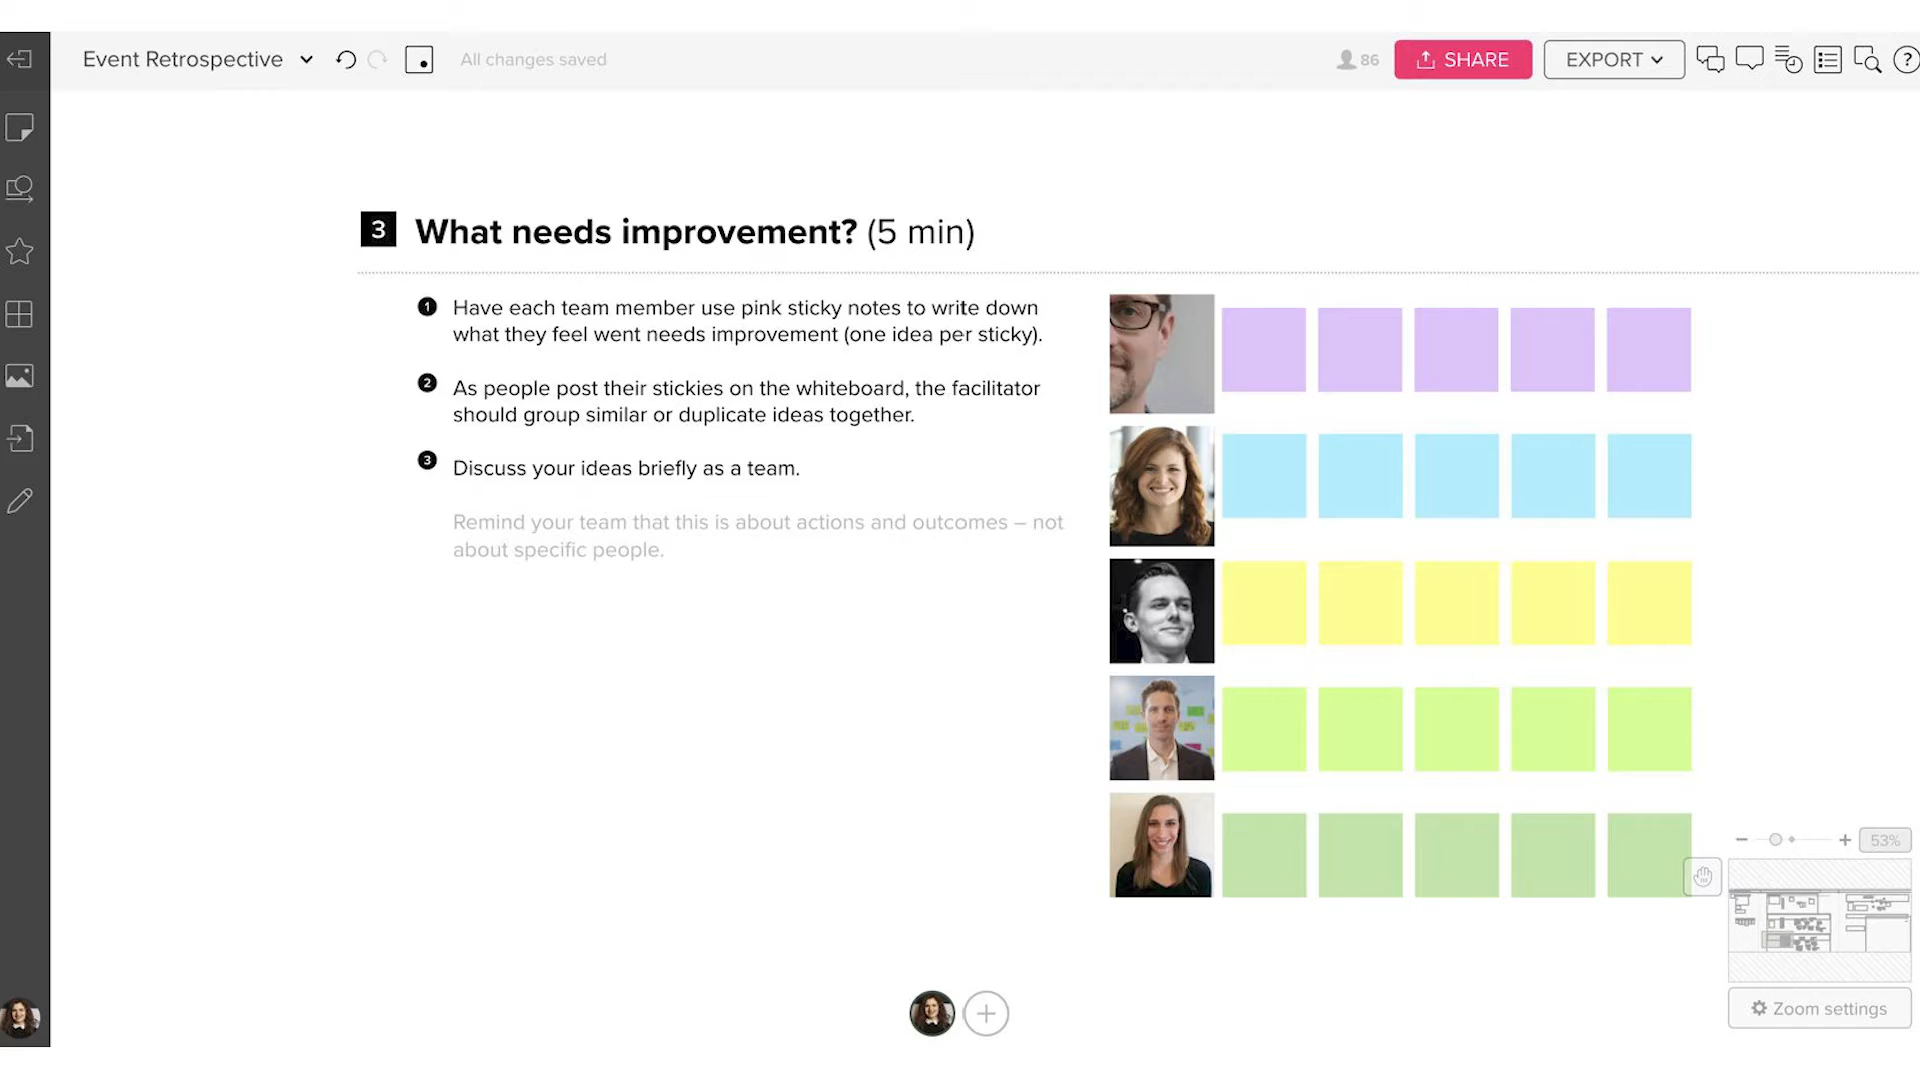 Event Retrospective
All changes saved
86
SHARE
EXPORT
?
3 What needs improvement? (5 min)
1 Have each team member use pink sticky notes to write down
what they feel went needs improvement (one idea per sticky).
2 As people post their stickies on the whiteboard, the facilitator
should group similar or duplicate ideas together.
3 Discuss your ideas briefly as a team.
Remind your team that this is about actions and outcomes – not
about specific people.
53%
Zoom settings